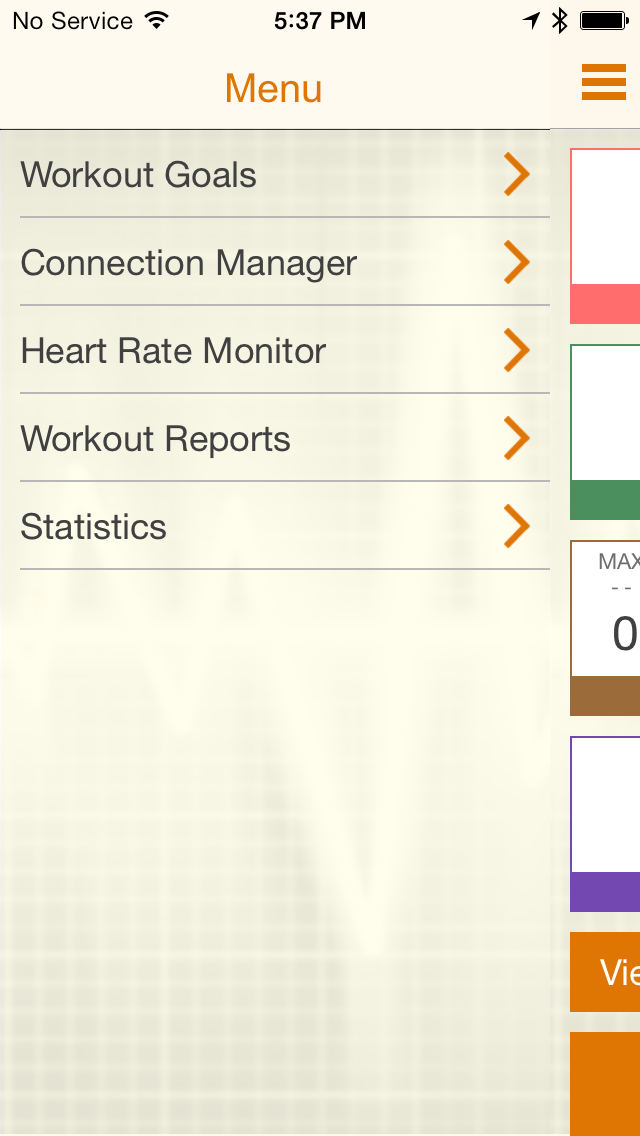 No Service 5:37 PM
Menu
Workout Goals
Connection Manager
Heart Rate Monitor
Workout Reports
Statistics
MAX
- -
0
Vie